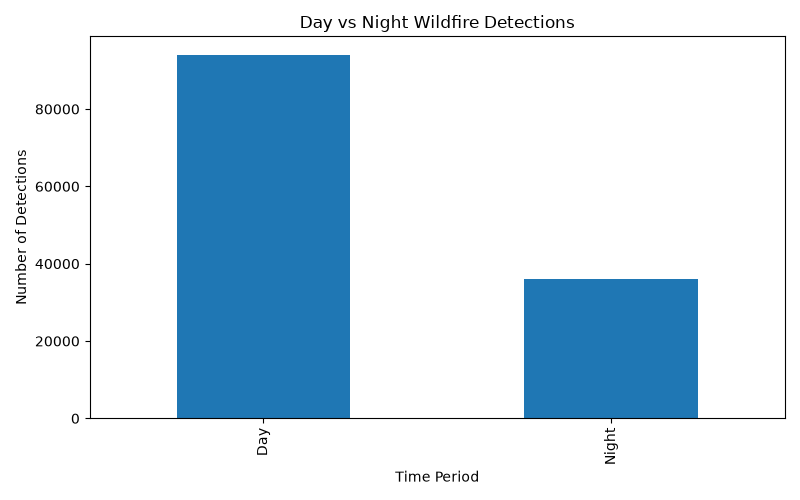 Day vs Night Wildfire Detections
Number of Detections
80000
60000
40000
20000
0
Day
Night
Time Period